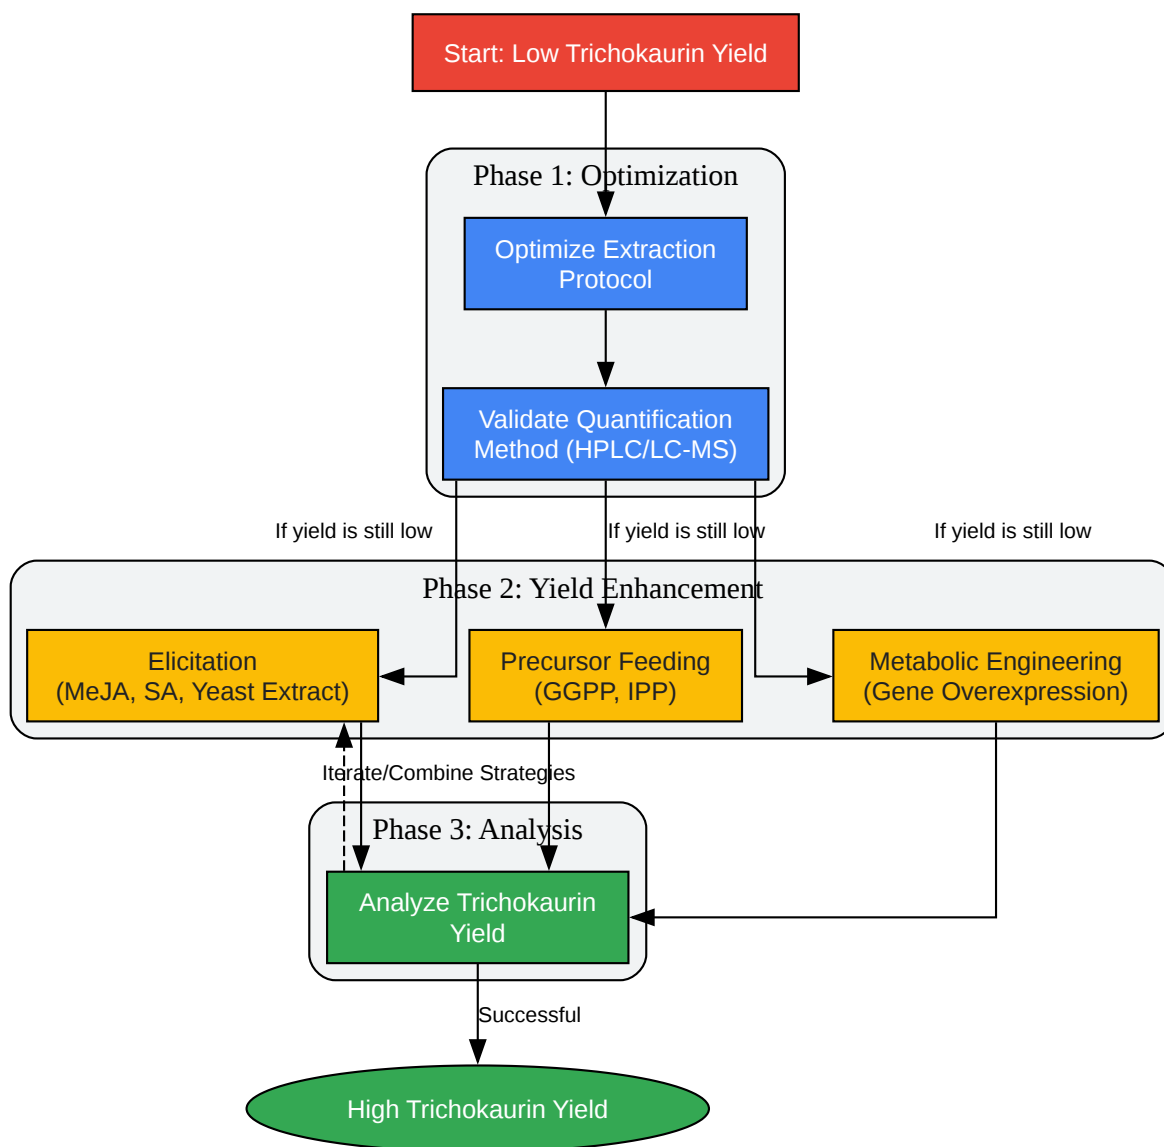 Start: Low Trichokaurin Yield
Phase 1: Optimization
Optimize Extraction
Protocol
Validate Quantification
Method (HPLC/LC-MS)
If yield is still low
If yield is still low
If yield is still low
Phase 2: Yield Enhancement
Elicitation
(MeJA, SA, Yeast Extract)
Precursor Feeding
(GGPP, IPP)
Metabolic Engineering
(Gene Overexpression)
Iterate/Combine Strategies
Phase 3: Analysis
Analyze Trichokaurin
Yield
Successful
High Trichokaurin Yield